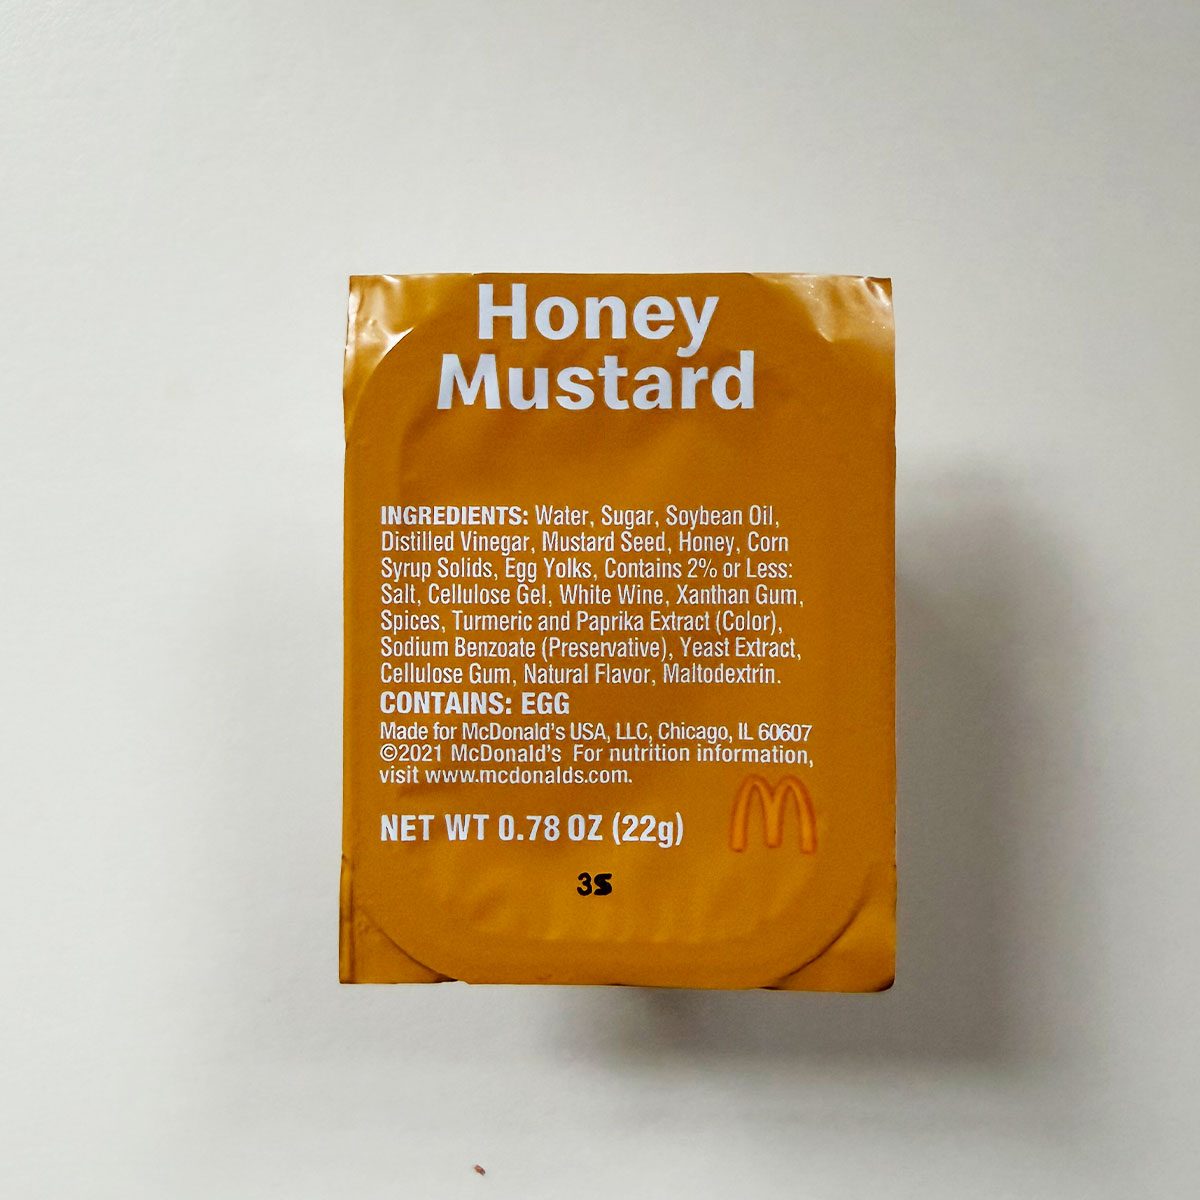 Honey
Mustard
INGREDIENTS: Water, Sugar, Soybean Oil,
Distilled Vinegar, Mustard Seed, Honey, Corn
Syrup Solids, Egg Yolks, Contains 2% or Less:
Salt, Cellulose Gel, White Wine, Xanthan Gum,
Spices, Turmeric and Paprika Extract (Color),
Sodium Benzoate (Preservative), Yeast Extract,
Cellulose Gum, Natural Flavor, Maltodextrin.
CONTAINS: EGG
Made for McDonald's USA, LLC, Chicago, IL 60607
©2021 McDonald's For nutrition information,
visit www.mcdonalds.com.
NET WT 0.78 OZ (22g)
3S